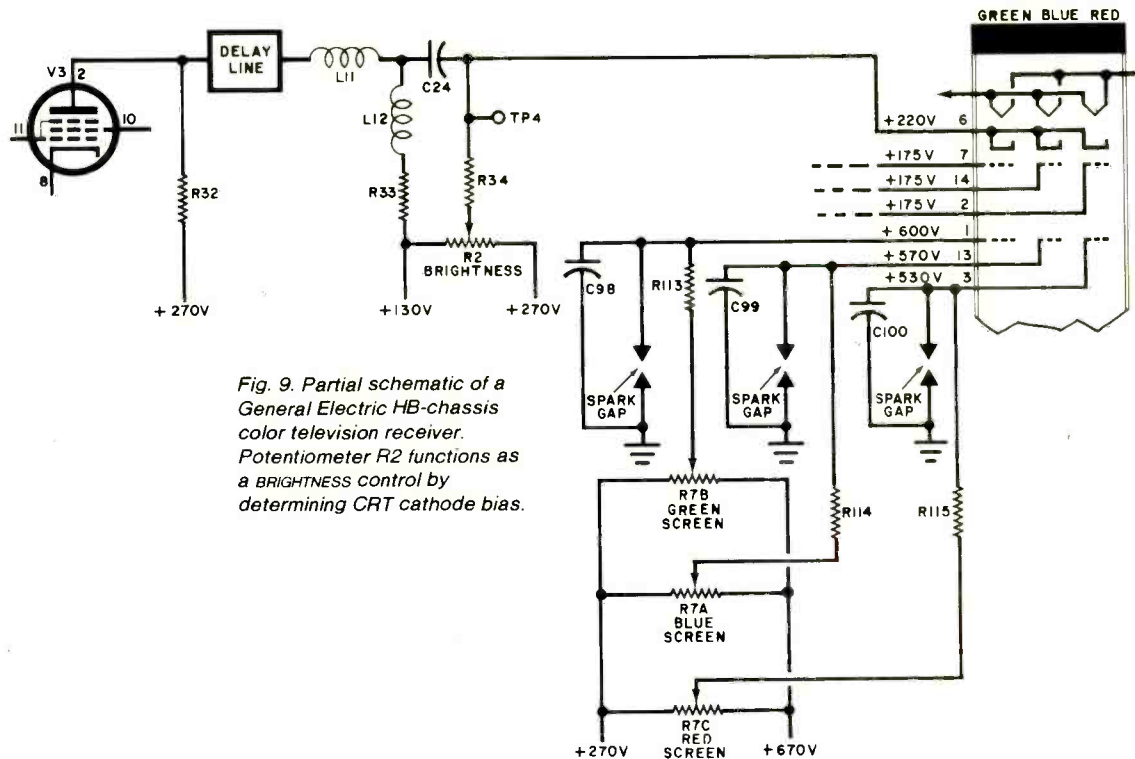 GREEN BLUE RED
DELAY
LINE
V3
2
11
10
8
L11
C24
L12
TP4
R32
R33
R34
R2
BRIGHTNESS
+270V
+130V
+270V
+220V 6
+175V 7
+175V 14
+175V 2
+600V 1
+570V 13
+530V 3
C98
R113
C99
C100
SPARK
GAP
SPARK
GAP
SPARK
GAP
Fig. 9. Partial schematic of a
General Electric HB-chassis
color television receiver.
Potentiometer R2 functions as
a BRIGHTNESS control by
determining CRT cathode bias.
R7B
GREEN
SCREEN
R114
R115
R7A
BLUE
SCREEN
R7C
RED
SCREEN
+270V
+670V